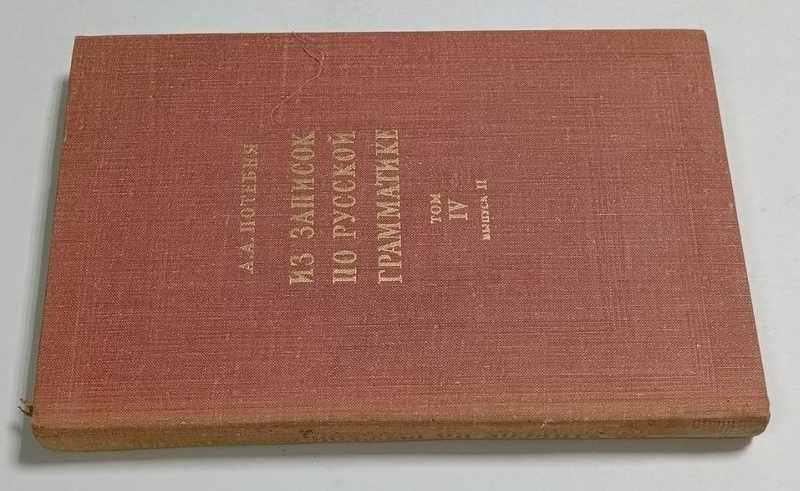 А. А. ПОТЕБНЯ
ИЗ ЗАПИСОК
ПО РУССКОЙ
ГРАММАТИКЕ
ТОМ
IV
ВЫПУСК II